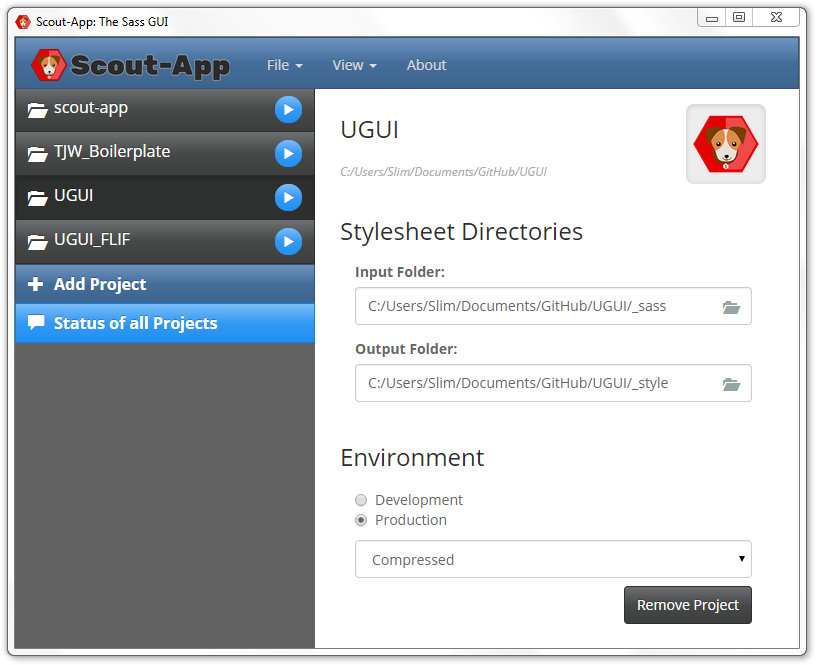 Scout-App: The Sass GUI
Scout-App File View About
scout-app
TJW_Boilerplate
UGUI
UGUI_FLIF
Add Project
Status of all Projects
UGUI
C:/Users/Slim/Documents/GitHub/UGUI
Stylesheet Directories
Input Folder:
C:/Users/Slim/Documents/GitHub/UGUI/_sass
Output Folder:
C:/Users/Slim/Documents/GitHub/UGUI/_style
Environment
Development
Production
Compressed
Remove Project